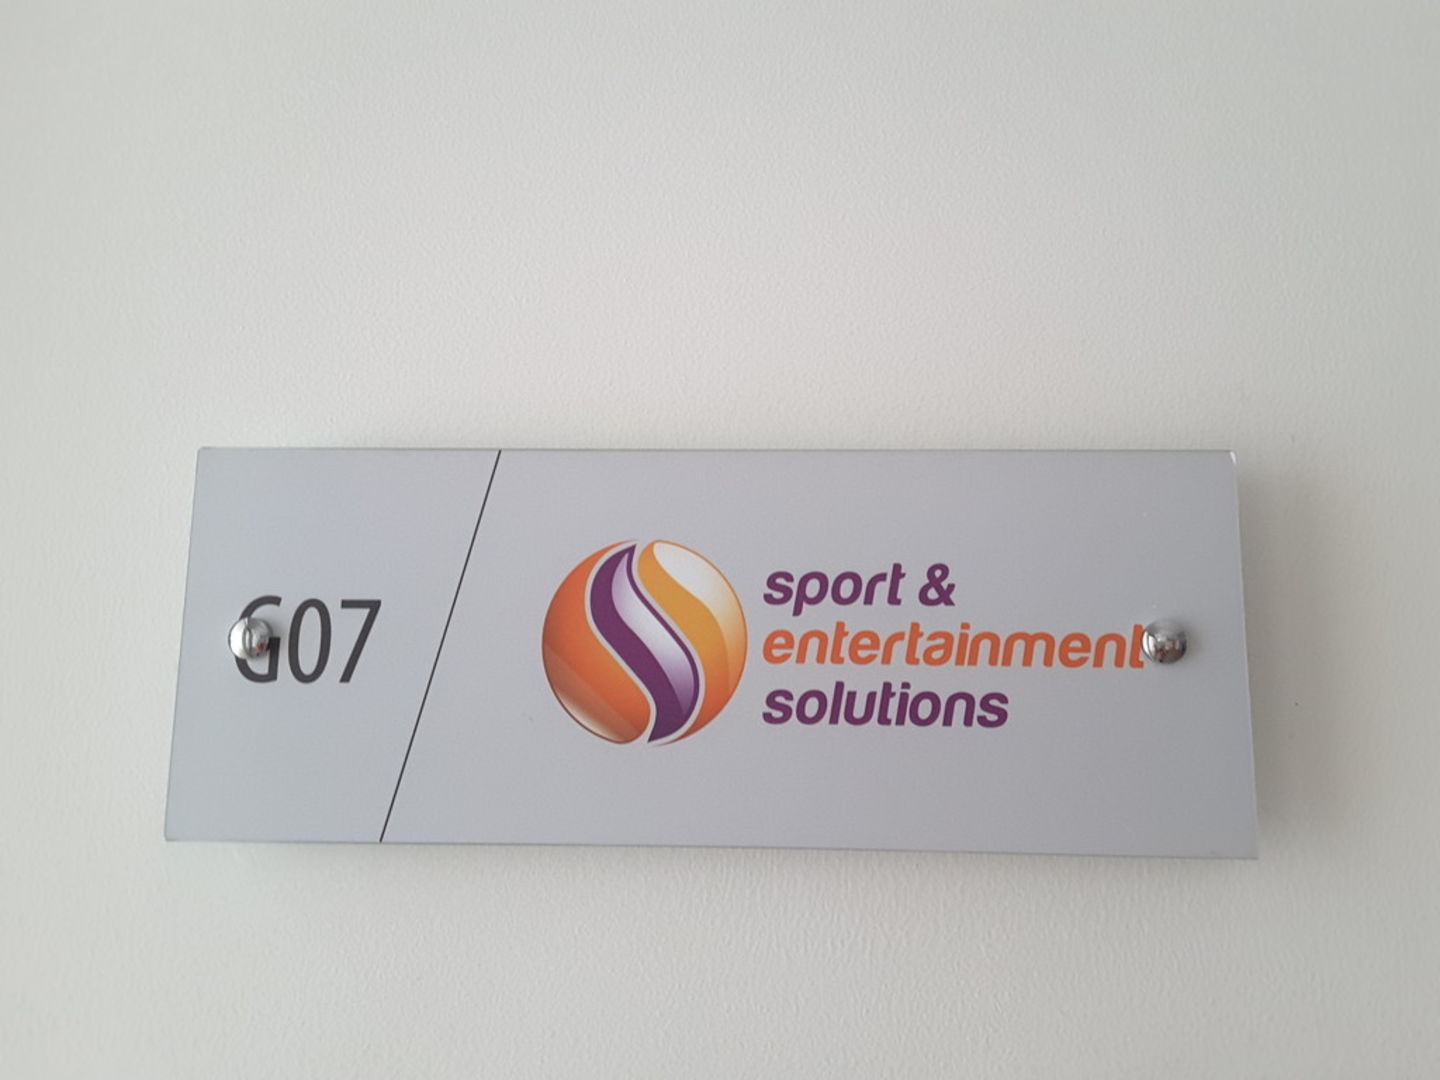 G07
sport &
entertainment
solutions